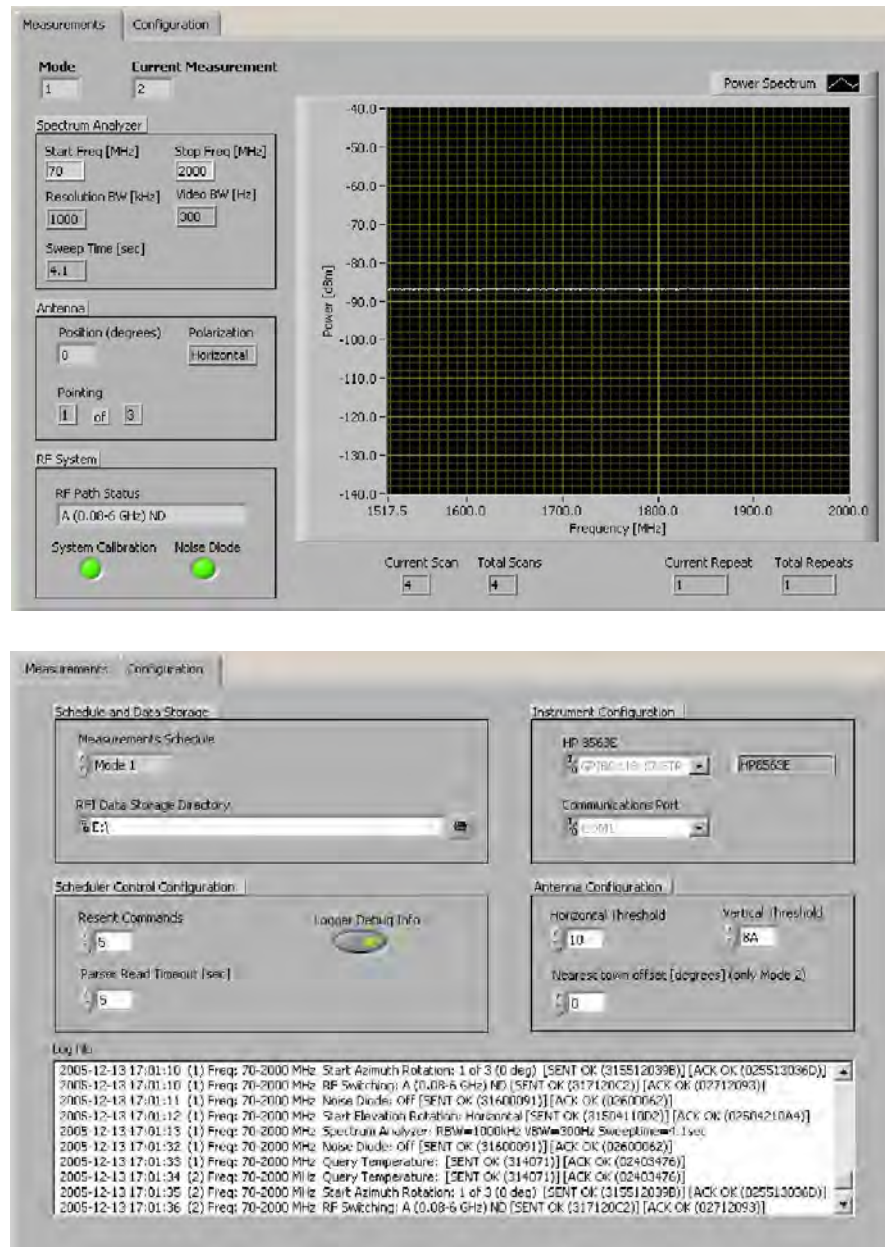 Measurements Configuration
Mode Current Measurement
1 2
Power Spectrum
Spectrum Analyzer
Start Freq [MHz] Stop Freq [MHz]
70 2000
Resolution BW [kHz] Video BW [Hz]
1000 300
Sweep Time [sec]
4.1
Antenna
Position (degrees) Polarization
0 Horizontal
Pointing
1 of 3
RF System
RF Path Status
A (0.08-6 GHz) ND
System Calibration Noise Diode
-40.0
-50.0
-60.0
-70.0
-80.0
-90.0
-100.0
-110.0
-120.0
-130.0
-140.0
Power [dBm]
1517.5 1600.0 1700.0 1800.0 1900.0 2000.0
Frequency [MHz]
Current Scan Total Scans Current Repeat Total Repeats
4 4 1 1
Measurements Configuration
Schedule and Data Storage
Measurements Schedule
Mode 1
RFI Data Storage Directory
E:\
Instrument Configuration
HP 8563E
HP8563E
Communications Port
COM1
Scheduler Control Configuration
Resent Commands Logger Debug Info
5
Parser Read Timeout [sec]
5
Antenna Configuration
Horizontal Threshold Vertical Threshold
10 8A
Nearest town offset [degrees] (only Mode 2)
0
Log File
2005-12-13 17:01:10 (1) Freq: 70-2000 MHz Start Azimuth Rotation: 1 of 3 (0 deg) [SENT OK (315512039B)] [ACK OK (025513036D)]
2005-12-13 17:01:10 (1) Freq: 70-2000 MHz RF Switching: A (0.08-6 GHz) ND [SENT OK (317120C2)] [ACK OK (02712093)]
2005-12-13 17:01:11 (1) Freq: 70-2000 MHz Noise Diode: Off [SENT OK (31600091)] [ACK OK (02600062)]
2005-12-13 17:01:12 (1) Freq: 70-2000 MHz Start Elevation Rotation: Horizontal [SENT OK (31504110D2)] [ACK OK (02504210A4)]
2005-12-13 17:01:13 (1) Freq: 70-2000 MHz Spectrum Analyzer: RBW=1000kHz VBW=300Hz Sweeptime=4.1sec
2005-12-13 17:01:32 (1) Freq: 70-2000 MHz Noise Diode: Off [SENT OK (31600091)] [ACK OK (02600062)]
2005-12-13 17:01:33 (1) Freq: 70-2000 MHz Query Temperature: [SENT OK (314071)] [ACK OK (02403476)]
2005-12-13 17:01:34 (2) Freq: 70-2000 MHz Query Temperature: [SENT OK (314071)] [ACK OK (02403476)]
2005-12-13 17:01:35 (2) Freq: 70-2000 MHz Start Azimuth Rotation: 1 of 3 (0 deg) [SENT OK (315512039B)] [ACK OK (025513036D)]
2005-12-13 17:01:36 (2) Freq: 70-2000 MHz RF Switching: A (0.08-6 GHz) ND [SENT OK (317120C2)] [ACK OK (02712093)]